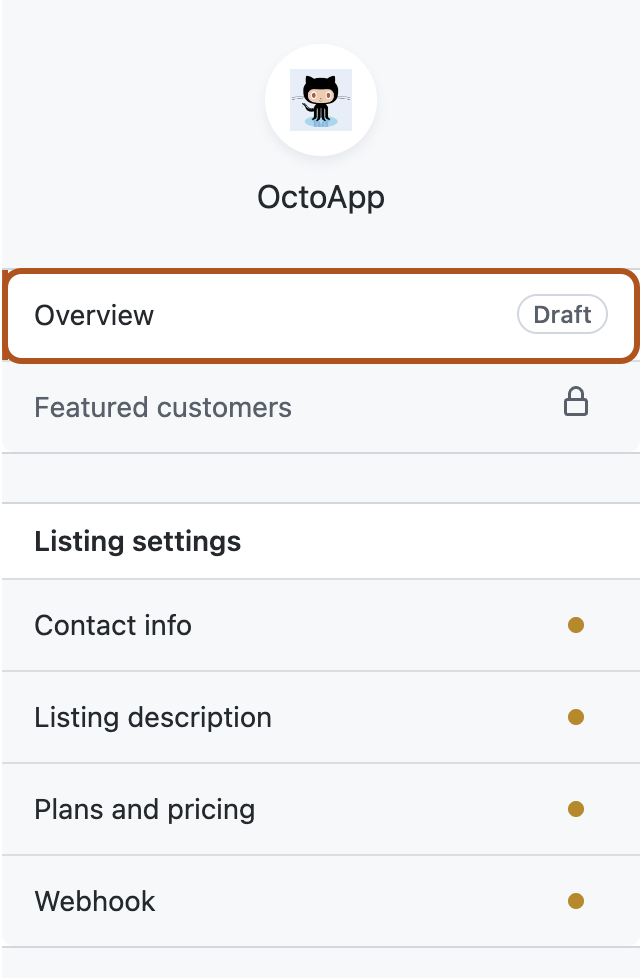 OctoApp
Overview Draft
Featured customers
Listing settings
Contact info
Listing description
Plans and pricing
Webhook